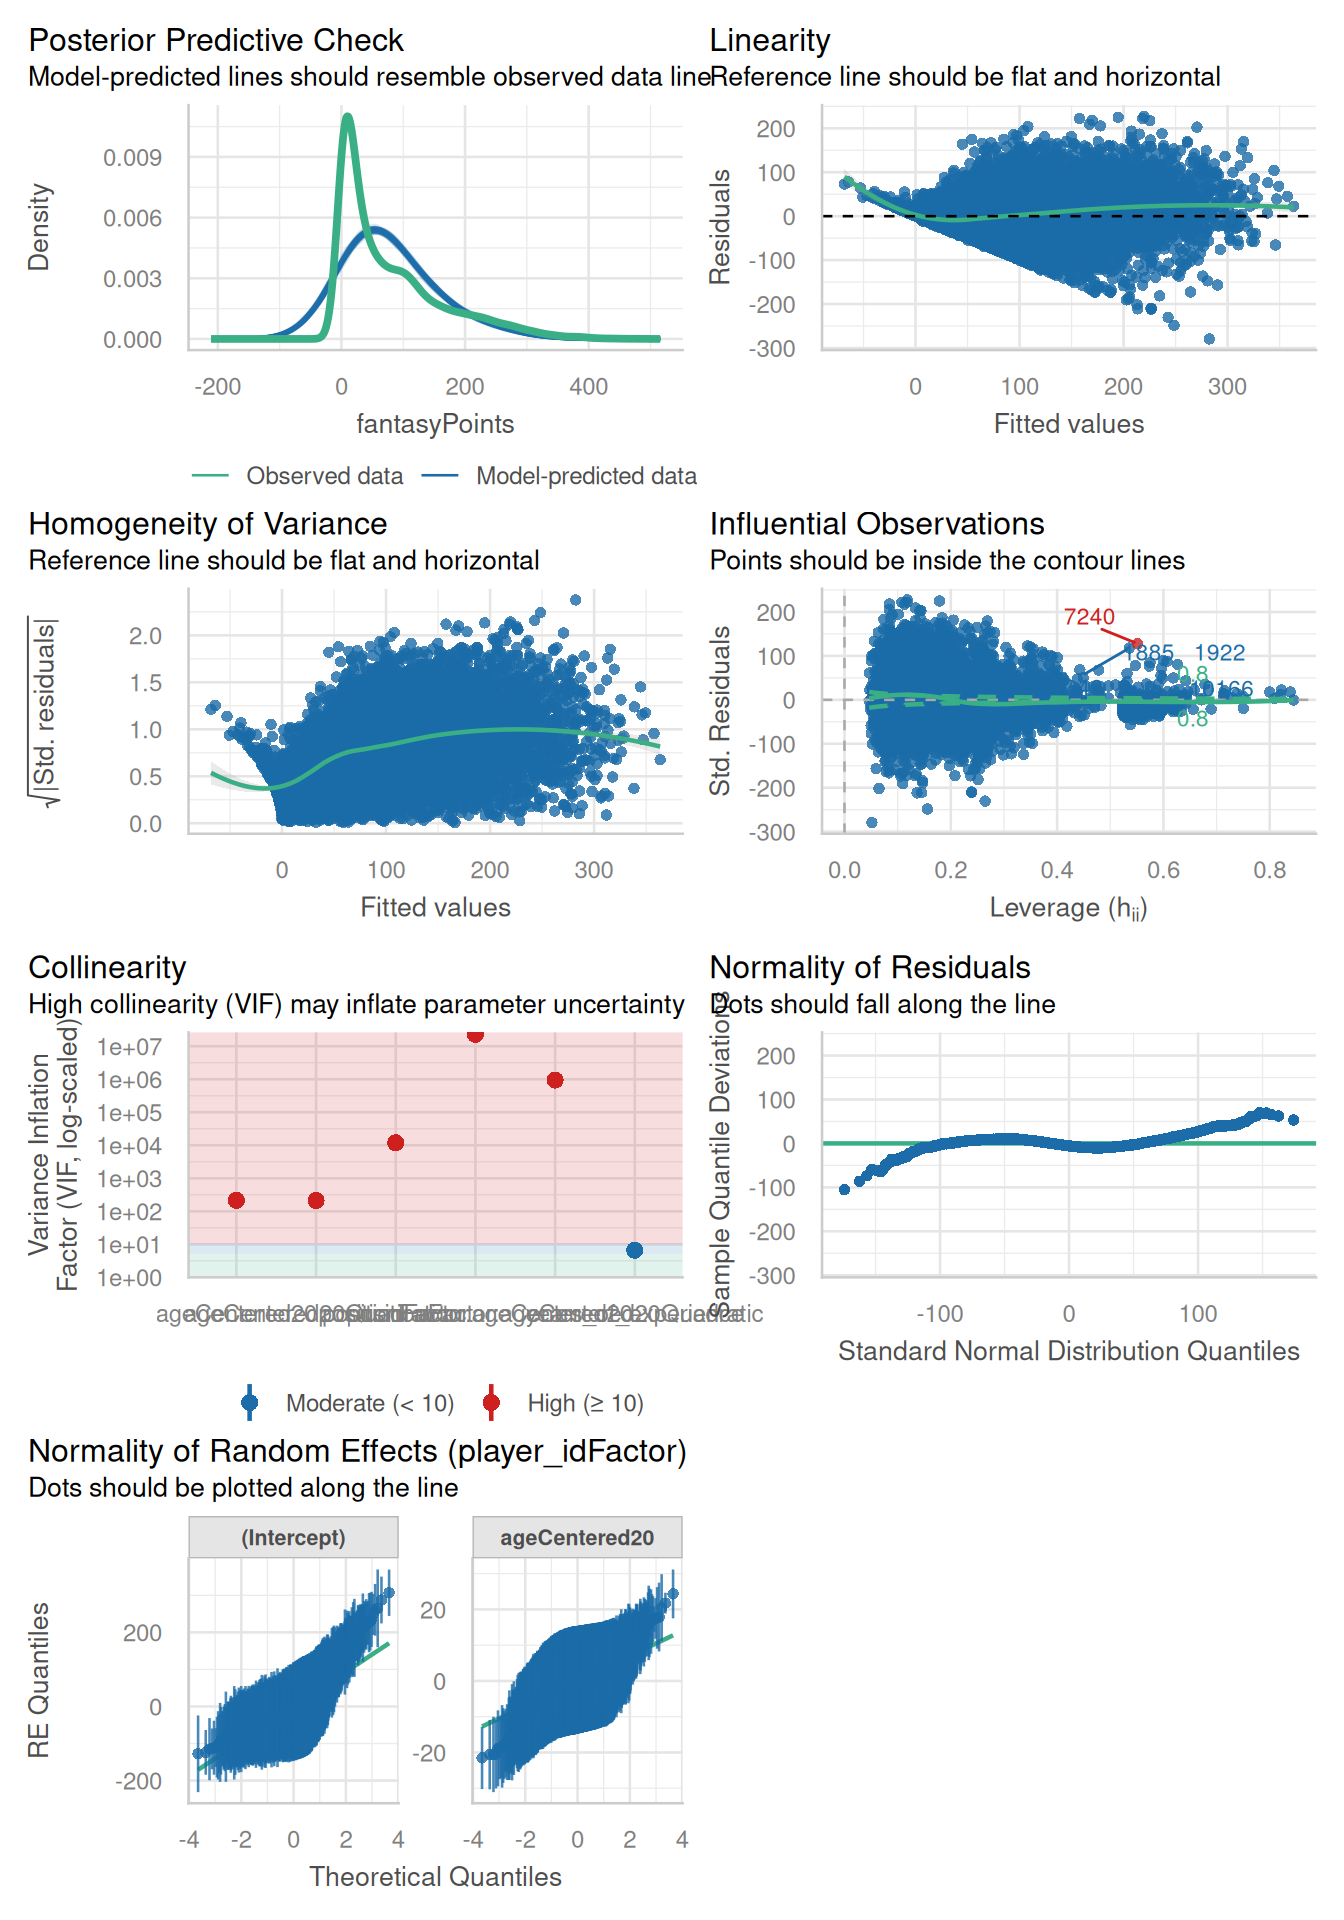 Posterior Predictive Check
Model-predicted lines should resemble observed data line
Density
0.009
0.006
0.003
0.000
-200 0 200 400
fantasyPoints
Observed data Model-predicted data
Linearity
Reference line should be flat and horizontal
Residuals
200
100
0
-100
-200
-300
0 100 200 300
Fitted values
Homogeneity of Variance
Reference line should be flat and horizontal
√|Std. residuals|
2.0
1.5
1.0
0.5
0.0
0 100 200 300
Fitted values
Influential Observations
Points should be inside the contour lines
Std. Residuals
200
100
0
-100
-200
-300
7240
1885 1922
0.8
0.8
0.0 0.2 0.4 0.6 0.8
Leverage (hii)
Collinearity
High collinearity (VIF) may inflate parameter uncertainty
Variance Inflation
Factor (VIF, log-scaled)
1e+07
1e+06
1e+05
1e+04
1e+03
1e+02
1e+01
1e+00
Moderate (< 10) High (≥ 10)
Normality of Residuals
Dots should fall along the line
Sample Quantile Deviations
200
100
0
-100
-200
-300
-100 0 100
Standard Normal Distribution Quantiles
Normality of Random Effects (player_idFactor)
Dots should be plotted along the line
(Intercept) ageCentered20
RE Quantiles
200
0
-200
20
0
-20
-4 -2 0 2 4
-4 -2 0 2 4
Theoretical Quantiles